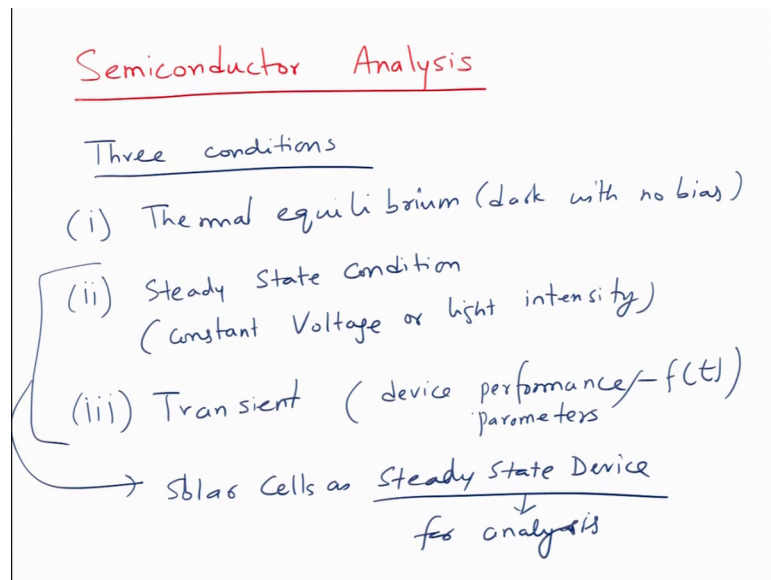 Semiconductor Analysis
Three conditions
(i) Thermal equilibrium (dark with no bias)
(ii) Steady State Condition
(Constant Voltage or light intensity)
(iii) Transient ( device performance/ - f(t) )
parameters
→ Solar Cells as Steady State Device
↓
for analysis